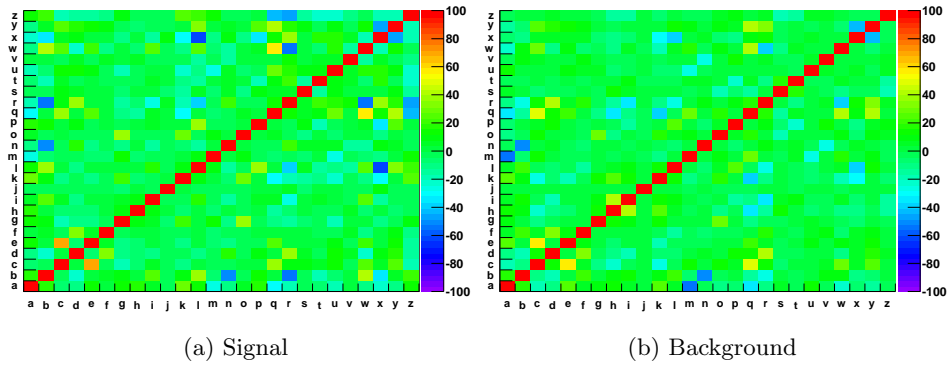 z
y
x
w
v
u
t
s
r
q
p
o
n
m
l
k
j
i
h
g
f
e
d
c
b
a
a b c d e f g h i j k l m n o p q r s t u v w x y z
100
80
60
40
20
0
-20
-40
-60
-80
-100
(a) Signal
z
y
x
w
v
u
t
s
r
q
p
o
n
m
l
k
j
i
h
g
f
e
d
c
b
a
a b c d e f g h i j k l m n o p q r s t u v w x y z
100
80
60
40
20
0
-20
-40
-60
-80
-100
(b) Background